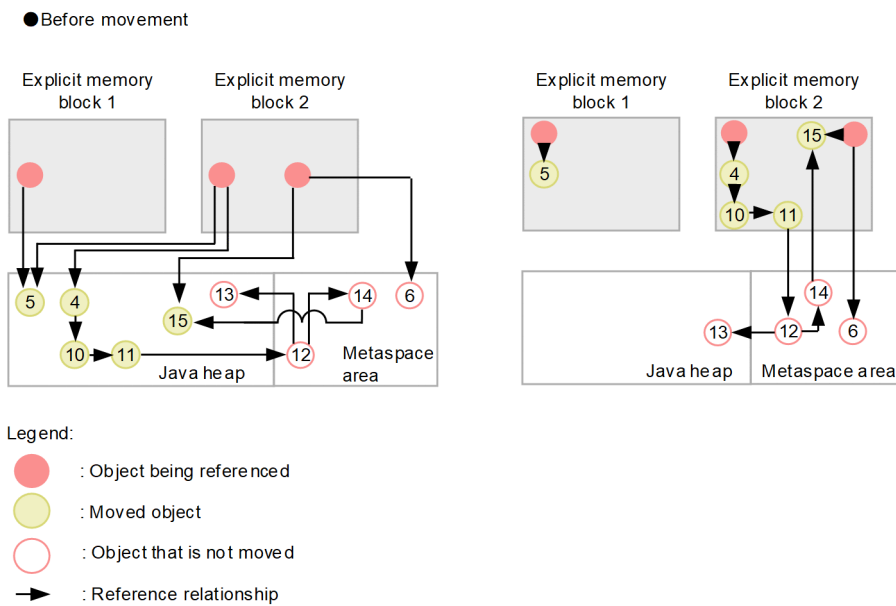 ●Before movement
Explicit memory
block 1
Explicit memory
block 2
5
4
13
14
6
15
10
11
12
Java heap
Metaspace
area
Explicit memory
block 1
Explicit memory
block 2
5
15
4
10
11
14
13
12
6
Java heap
Metaspace area
Legend:
: Object being referenced
: Moved object
: Object that is not moved
: Reference relationship